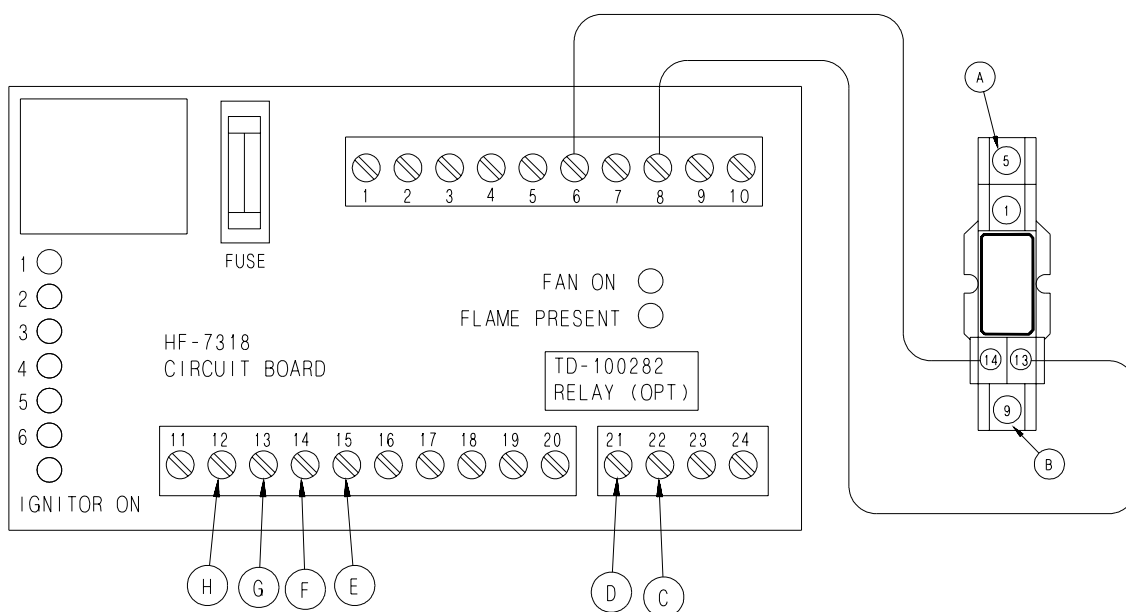 A
5
1
1 2 3 4 5 6 7 8 9 10
FUSE
1
2
3
4
5
6
IGNITOR ON
FAN ON
FLAME PRESENT
HF-7318
CIRCUIT BOARD
TD-100282
RELAY (OPT)
14 13
9
B
11 12 13 14 15 16 17 18 19 20
21 22 23 24
H G F E D C